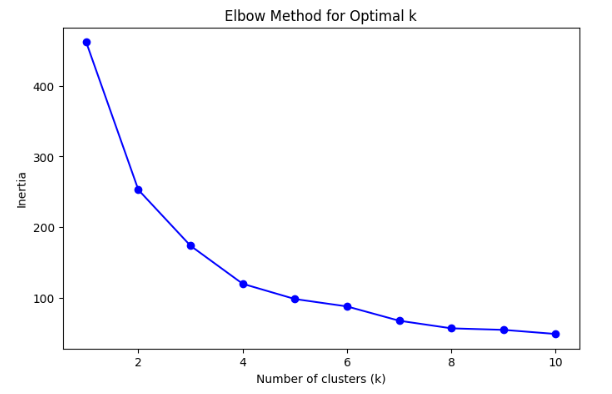 Elbow Method for Optimal k
400
300
200
100
Inertia
2 4 6 8 10
Number of clusters (k)